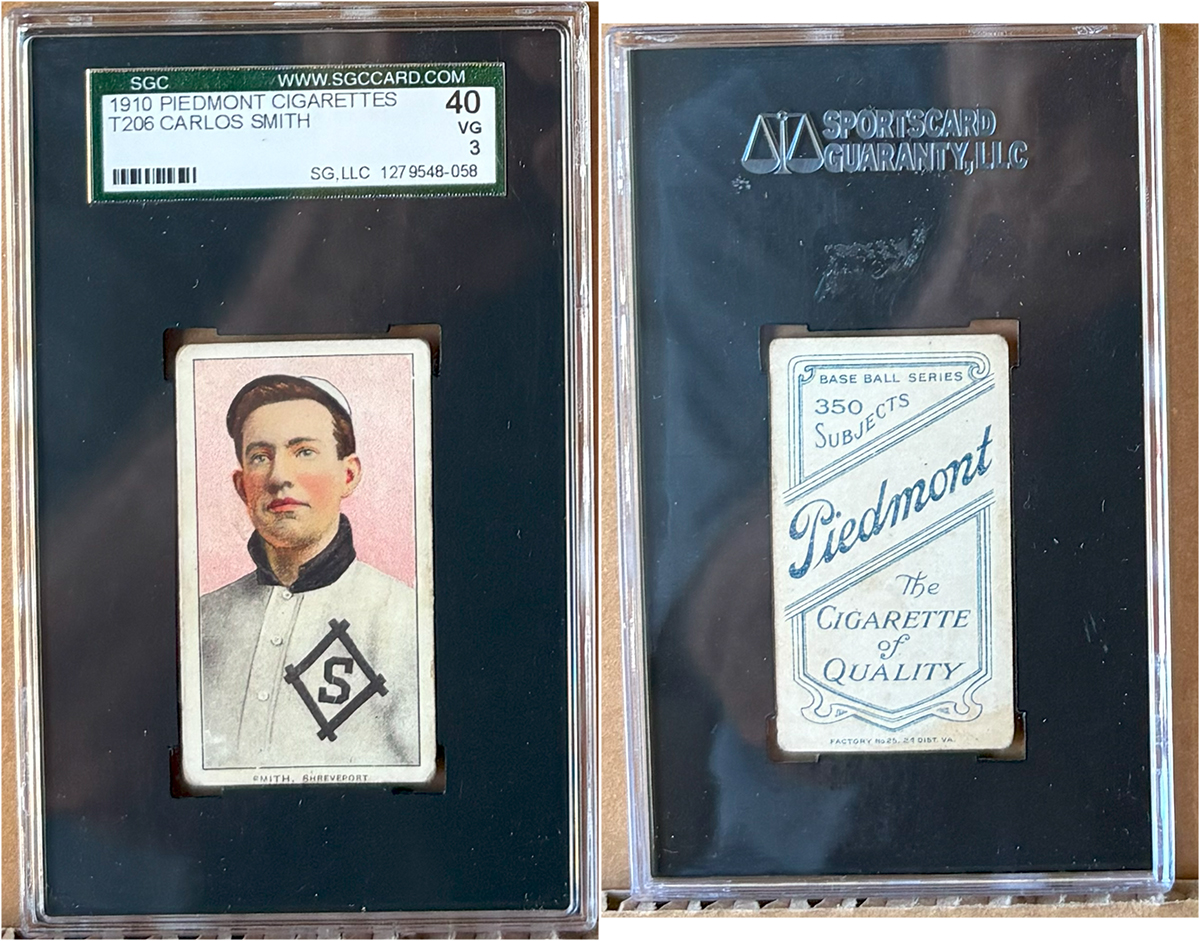 SGC WWW.SGCCARD.COM
1910 PIEDMONT CIGARETTES 40
T206 CARLOS SMITH VG
3
SG, LLC 1279548-058
S
SMITH, SHREVEPORT
SPORTSCARD
GUARANTY, LLC
BASE BALL SERIES
350
SUBJECTS
Piedmont
The
CIGARETTE
of
QUALITY
FACTORY No 25, 2d DIST. VA.